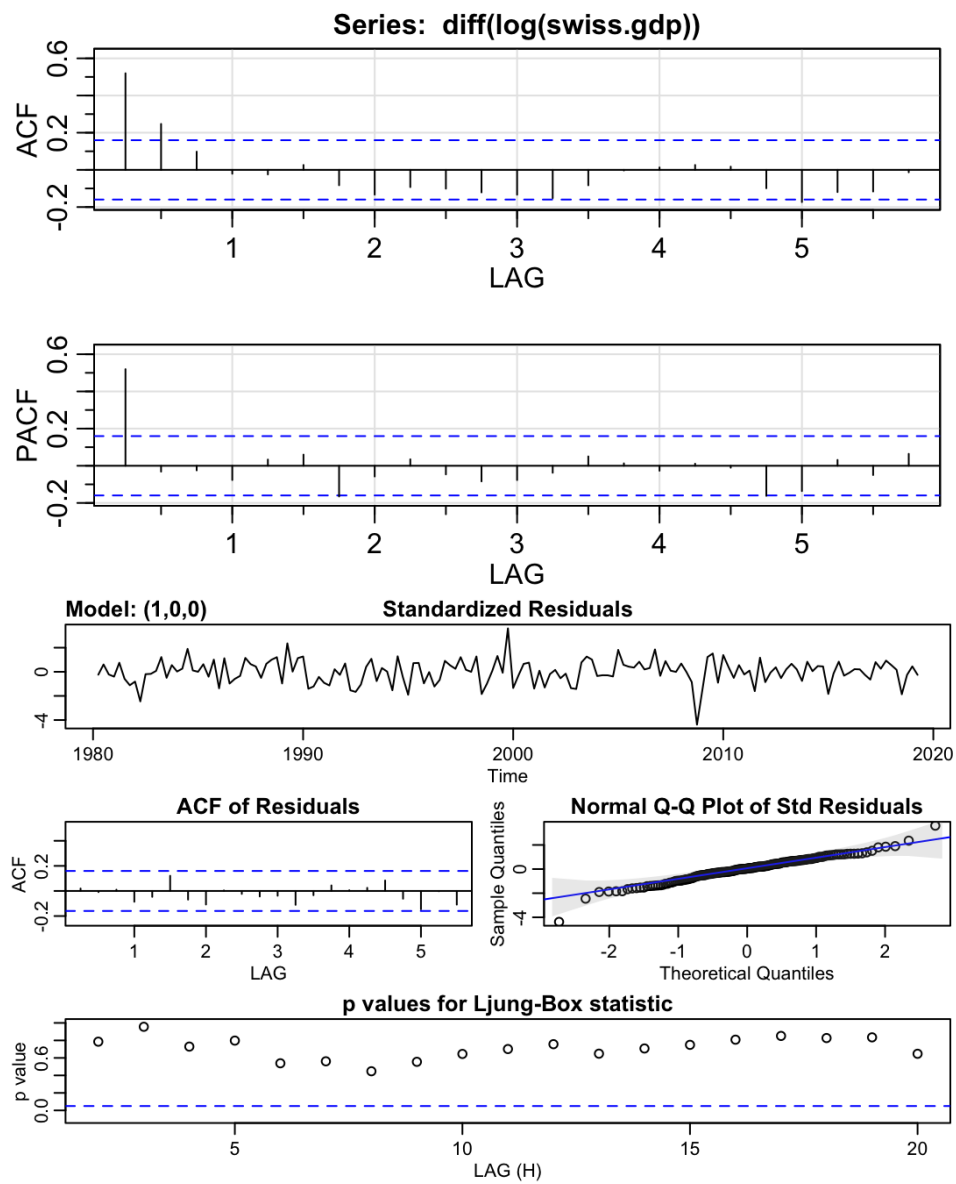 Series: diff(log(swiss.gdp))
0.6
0.2
-0.2
ACF
1 2 3 4 5
LAG
0.6
0.2
-0.2
PACF
1 2 3 4 5
LAG
Model: (1,0,0) Standardized Residuals
0
-4
1980 1990 2000 2010 2020
Time
ACF of Residuals
0.2
-0.2
ACF
1 2 3 4 5
LAG
Normal Q-Q Plot of Std Residuals
Sample Quantiles
0
-4
-2 -1 0 1 2
Theoretical Quantiles
p values for Ljung-Box statistic
p value
0.6
0.0
5 10 15 20
LAG (H)